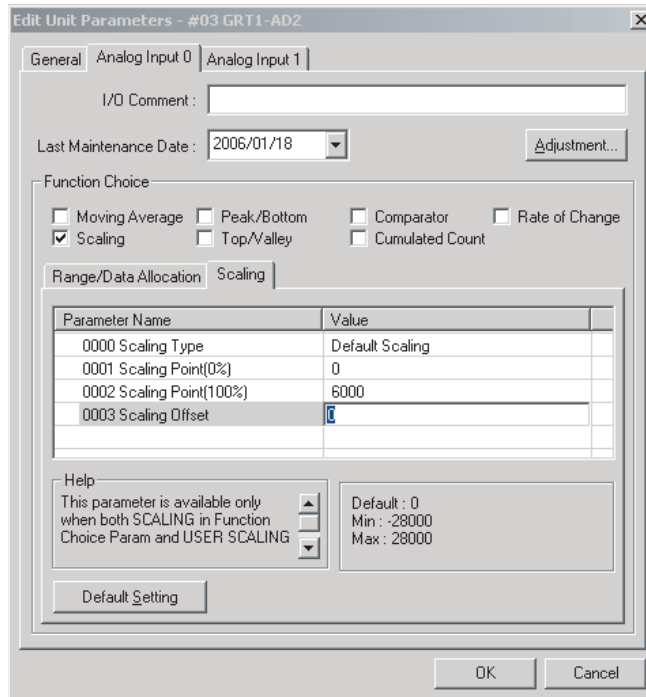 Edit Unit Parameters - #03 GRT1-AD2
General
Analog Input 0
Analog Input 1
I/O Comment :
Last Maintenance Date : 2006/01/18
Adjustment...
Function Choice
Moving Average
Peak/Bottom
Comparator
Rate of Change
Scaling
Top/Valley
Cumulated Count
Range/Data Allocation
Scaling
Parameter Name Value
0000 Scaling Type Default Scaling
0001 Scaling Point(0%) 0
0002 Scaling Point(100%) 6000
0003 Scaling Offset 0
Help
This parameter is available only
when both SCALING in Function
Choice Param and USER SCALING
Default : 0
Min : -28000
Max : 28000
Default Setting
OK
Cancel